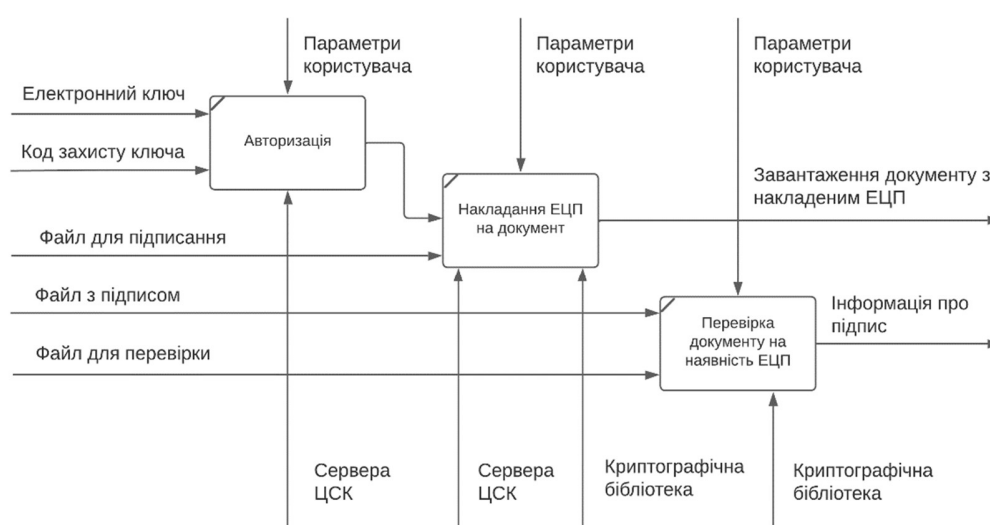 Параметри
користувача
Параметри
користувача
Параметри
користувача
Електронний ключ
Код захисту ключа
Авторизація
Накладання ЕЦП
на документ
Завантаження документу з
накладеним ЕЦП
Файл для підписання
Файл з підписом
Файл для перевірки
Перевірка
документу на
наявність ЕЦП
Інформація про
підпис
Сервера
ЦСК
Сервера
ЦСК
Криптографічна
бібліотека
Криптографічна
бібліотека